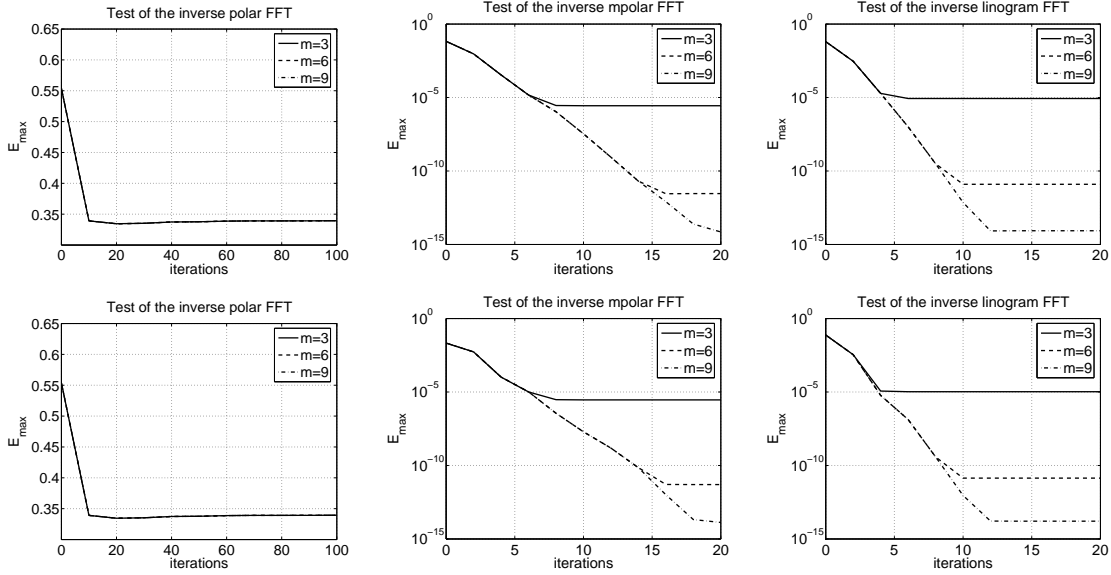 Test of the inverse polar FFT
0.65
0.6
0.55
0.5
0.45
0.4
0.35
E_max
0 20 40 60 80 100
iterations
m=3
m=6
m=9
Test of the inverse mpolar FFT
10^0
10^−5
10^−10
10^−15
E_max
0 5 10 15 20
iterations
m=3
m=6
m=9
Test of the inverse linogram FFT
10^0
10^−5
10^−10
10^−15
E_max
0 5 10 15 20
iterations
m=3
m=6
m=9
Test of the inverse polar FFT
0.65
0.6
0.55
0.5
0.45
0.4
0.35
E_max
0 20 40 60 80 100
iterations
m=3
m=6
m=9
Test of the inverse mpolar FFT
10^0
10^−5
10^−10
10^−15
E_max
0 5 10 15 20
iterations
m=3
m=6
m=9
Test of the inverse linogram FFT
10^0
10^−5
10^−10
10^−15
E_max
0 5 10 15 20
iterations
m=3
m=6
m=9